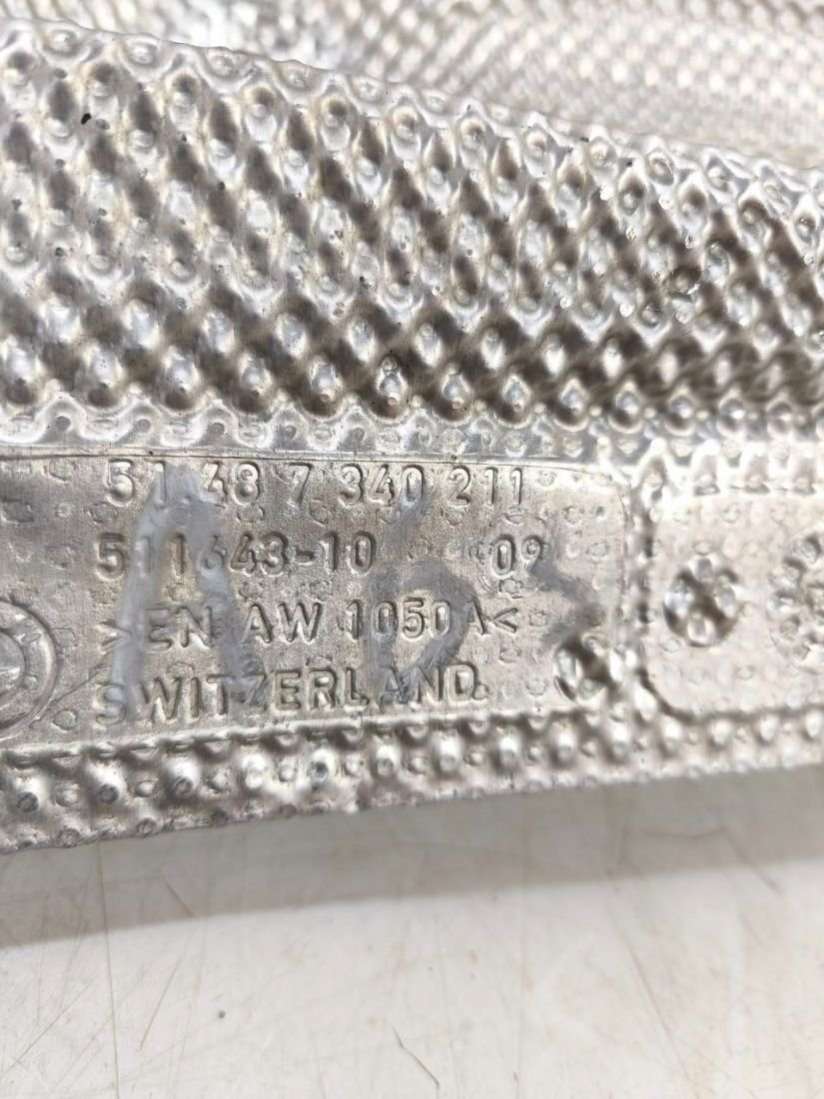 51 48 7 340 211
511643-10 09
>EN AW 1050A<
SWITZERLAND